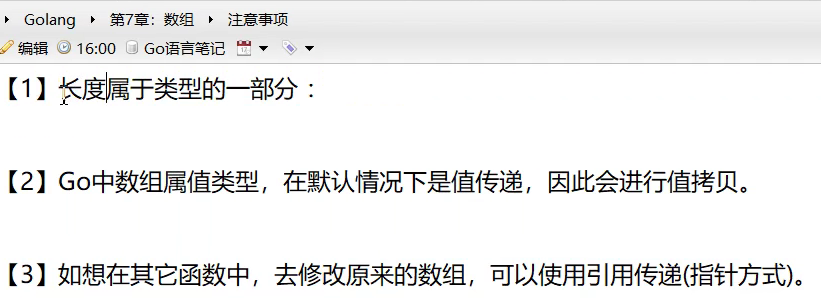 Golang 第7章：数组 注意事项
编辑 16:00 Go语言笔记
【1】长度属于类型的一部分：
【2】Go中数组属值类型，在默认情况下是值传递，因此会进行值拷贝。
【3】如想在其它函数中，去修改原来的数组，可以使用引用传递(指针方式)。